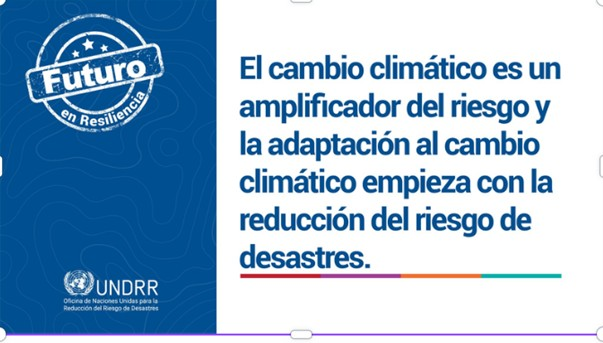 Futuro
en Resiliencia
El cambio climático es un
amplificador del riesgo y
la adaptación al cambio
climático empieza con la
reducción del riesgo de
desastres.
UNDRR
Oficina de Naciones Unidas para la
Reducción del Riesgo de Desastres